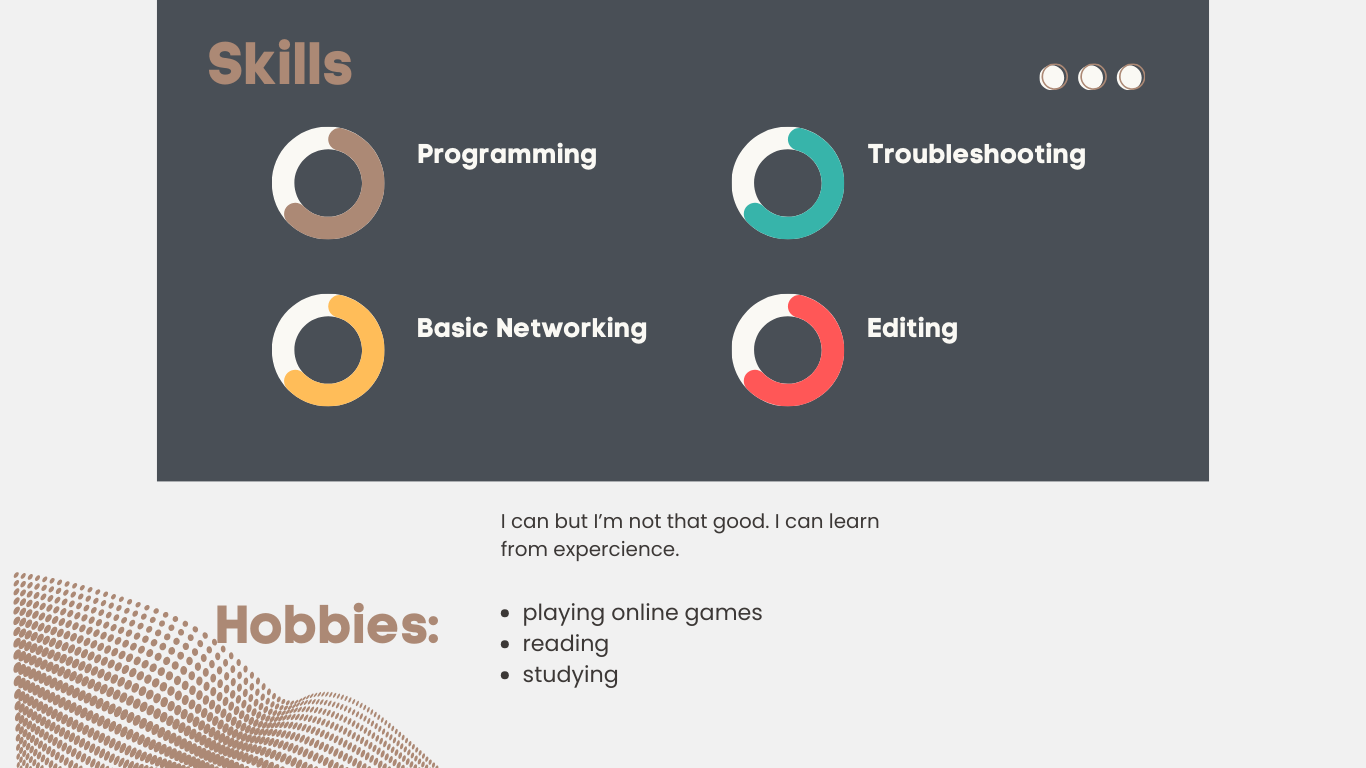 Skills
Programming
Troubleshooting
Basic Networking
Editing
I can but I’m not that good. I can learn
from expercience.
Hobbies:
• playing online games
• reading
• studying